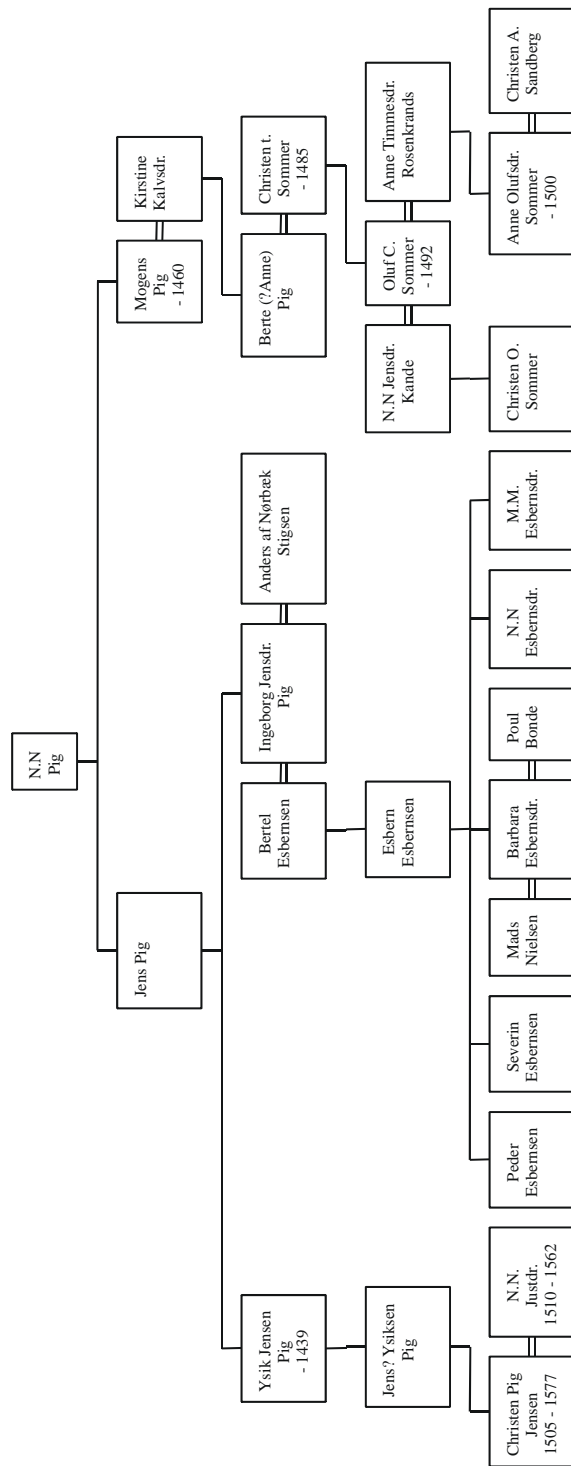 N.N
Pig
Jens Pig
Mogens
Pig
- 1460
Kirstine
Kalvsdr.
Ysik Jensen
Pig
- 1439
Bertel
Esbernsen
Ingeborg Jensdr.
Pig
Anders af Nørbæk
Stigsen
Berte (?Anne)
Pig
Christen t.
Sommer
- 1485
Jens? Ysiksen
Pig
Esbern
Esbernsen
N.N Jensdr.
Kande
Oluf C.
Sommer
- 1492
Anne Timmesdr.
Rosenkrands
Christen Pig
Jensen
1505 - 1577
N.N.
Justdr.
1510 - 1562
Peder
Esbernsen
Severin
Esbernsen
Mads
Nielsen
Barbara
Esbernsdr.
Poul
Bonde
N.N
Esbernsdr.
M.M.
Esbernsdr.
Christen O.
Sommer
Anne Olufsdr.
Sommer
- 1500
Christen A.
Sandberg